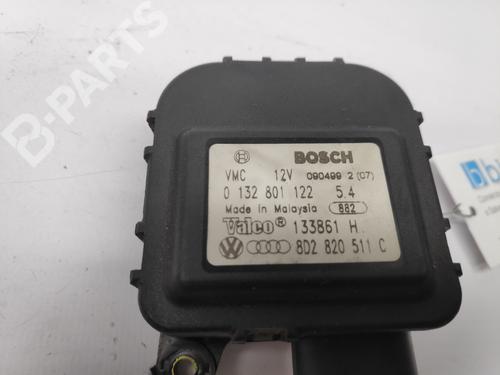 B-PARTS
BOSCH
VMC 12V 090499 2 (C7)
0 132 801 122 5.4
Made in Malaysia 882
Valeo 133861 H
8D2 820 511 C